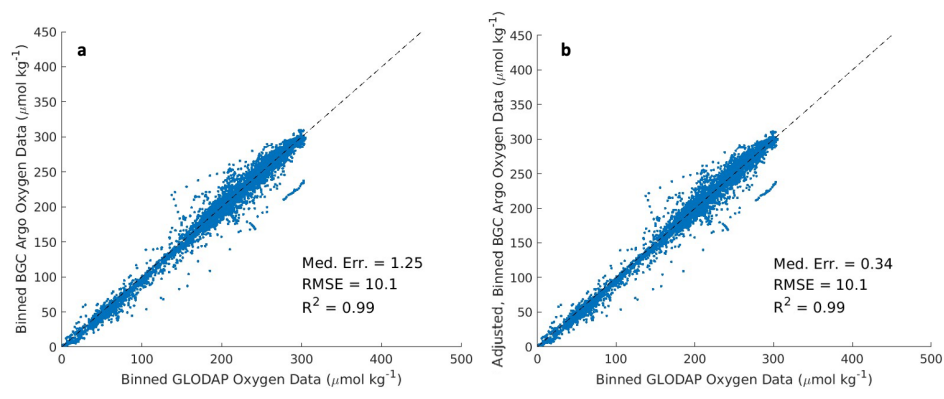 a
Binned BGC Argo Oxygen Data (μmol kg⁻¹)
450
400
350
300
250
200
150
100
50
0
Med. Err. = 1.25
RMSE = 10.1
R² = 0.99
0 100 200 300 400 500
Binned GLODAP Oxygen Data (μmol kg⁻¹)
b
Adjusted, Binned BGC Argo Oxygen Data (μmol kg⁻¹)
450
400
350
300
250
200
150
100
50
0
Med. Err. = 0.34
RMSE = 10.1
R² = 0.99
0 100 200 300 400 500
Binned GLODAP Oxygen Data (μmol kg⁻¹)